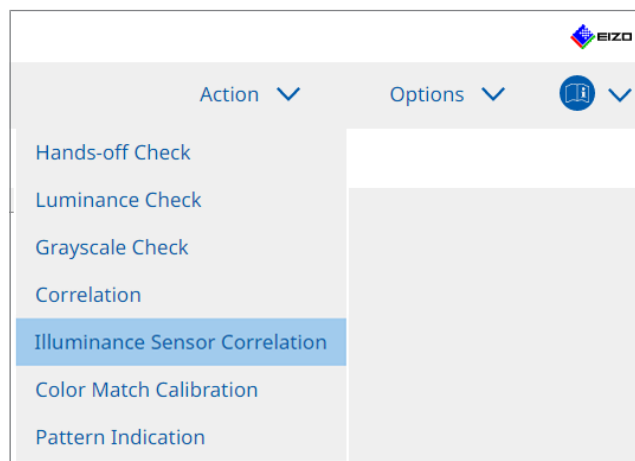 EIZO
Action
Options
Hands-off Check
Luminance Check
Grayscale Check
Correlation
Illuminance Sensor Correlation
Color Match Calibration
Pattern Indication